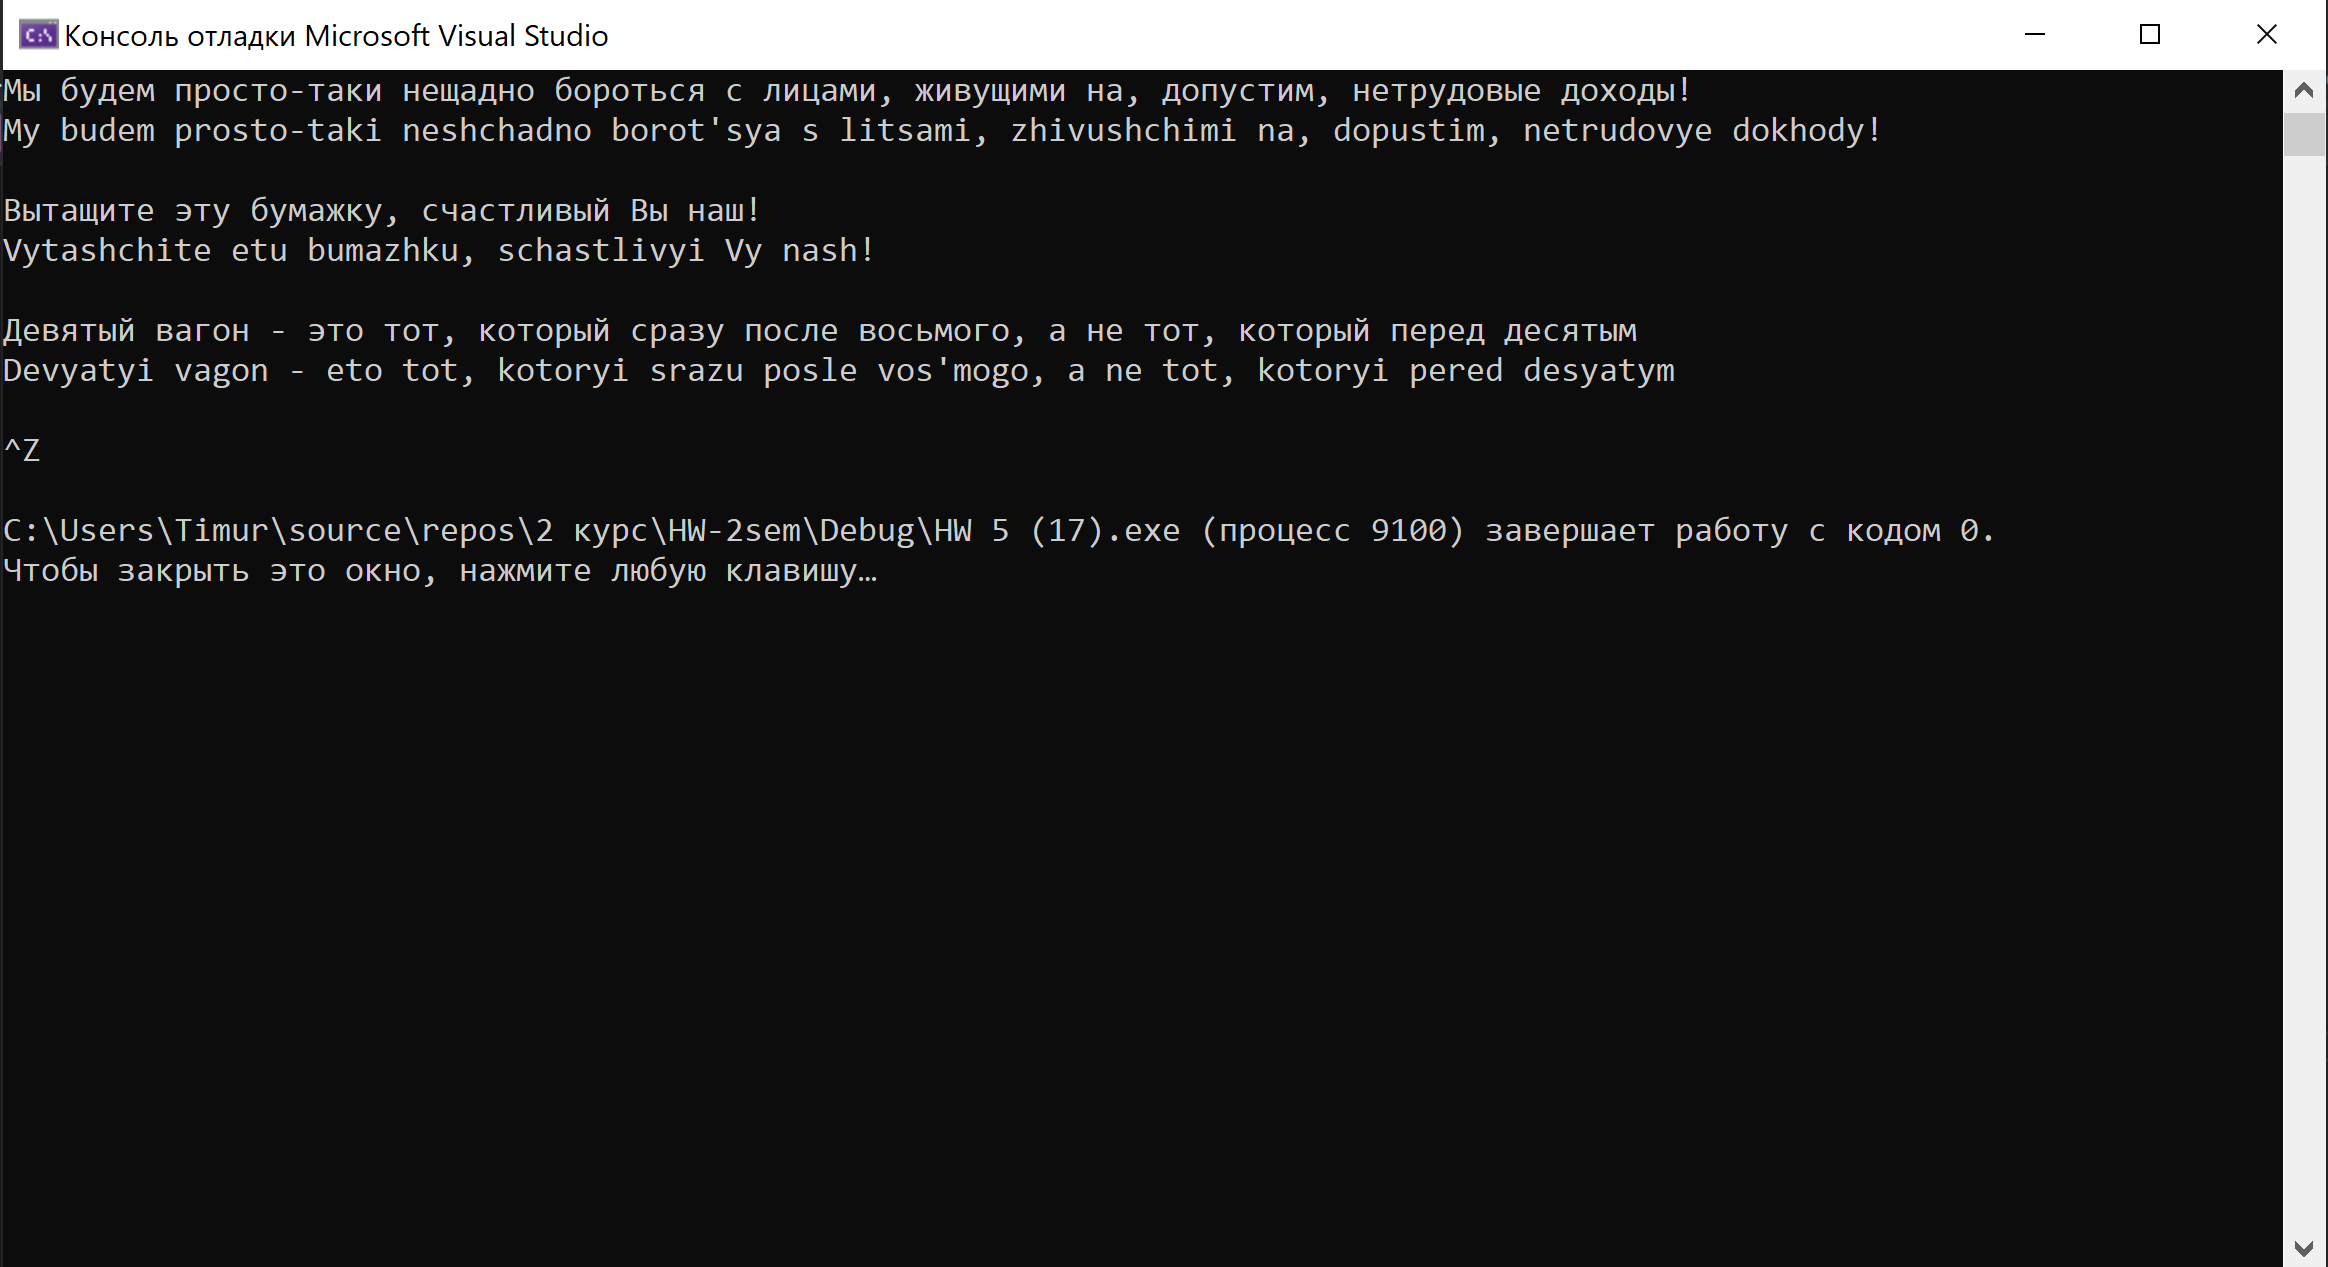 Консоль отладки Microsoft Visual Studio
Мы будем просто-таки нещадно бороться с лицами, живущими на, допустим, нетрудовые доходы!
My budem prosto-taki neshchadno borot'sya s litsami, zhivushchimi na, dopustim, netrudovye dokhody!
Вытащите эту бумажку, счастливый Вы наш!
Vytashchite etu bumazhku, schastlivyi Vy nash!
Девятый вагон - это тот, который сразу после восьмого, а не тот, который перед десятым
Devyatyi vagon - eto tot, kotoryi srazu posle vos'mogo, a ne tot, kotoryi pered desyatym
^Z
C:\Users\Timur\source\repos\2 курс\HW-2sem\Debug\HW 5 (17).exe (процесс 9100) завершает работу с кодом 0.
Чтобы закрыть это окно, нажмите любую клавишу…